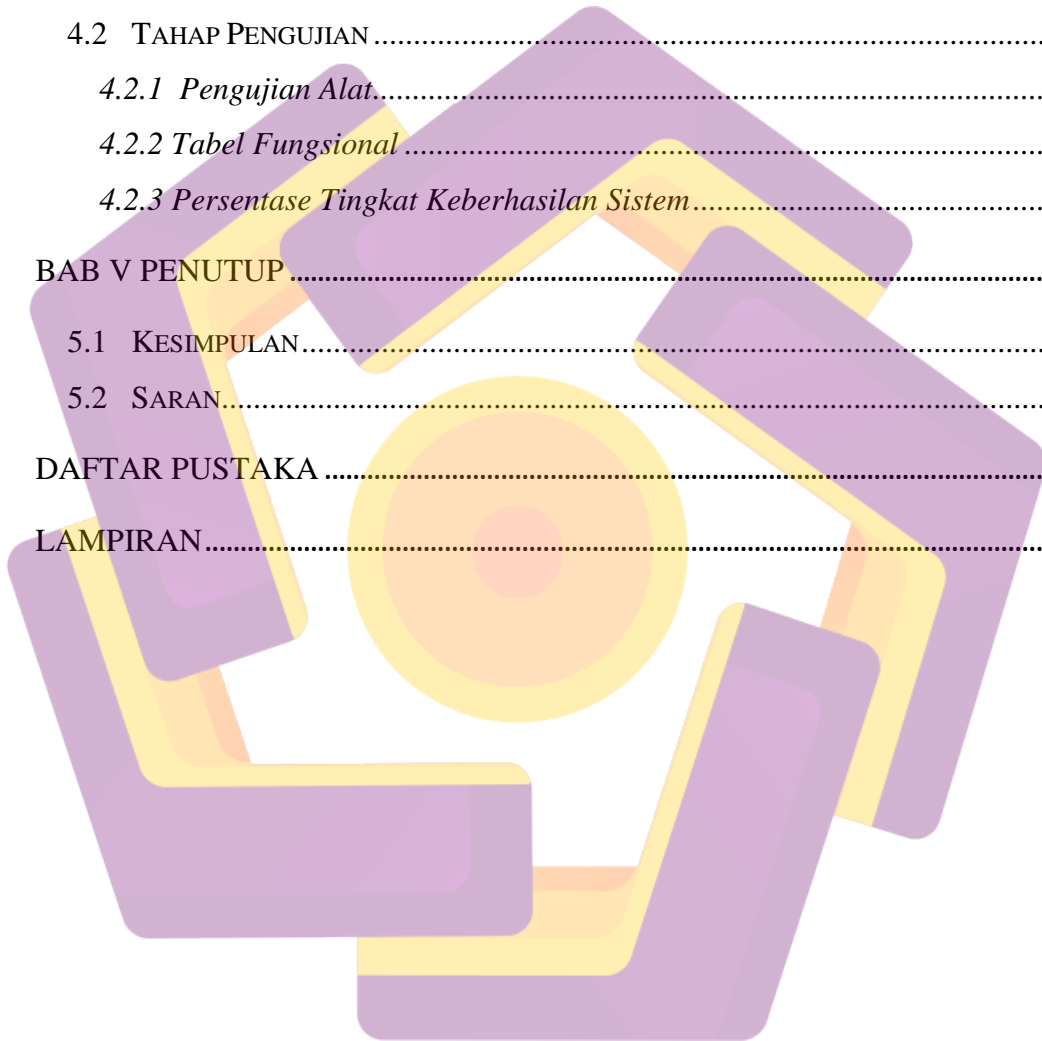 4.2 TAHAP PENGUJIAN ........................................................................................
4.2.1 Pengujian Alat........................................................................................
4.2.2 Tabel Fungsional ........................................................................................
4.2.3 Persentase Tingkat Keberhasilan Sistem........................................................
BAB V PENUTUP ........................................................................................
5.1 KESIMPULAN........................................................................................
5.2 SARAN........................................................................................
DAFTAR PUSTAKA ........................................................................................
LAMPIRAN........................................................................................